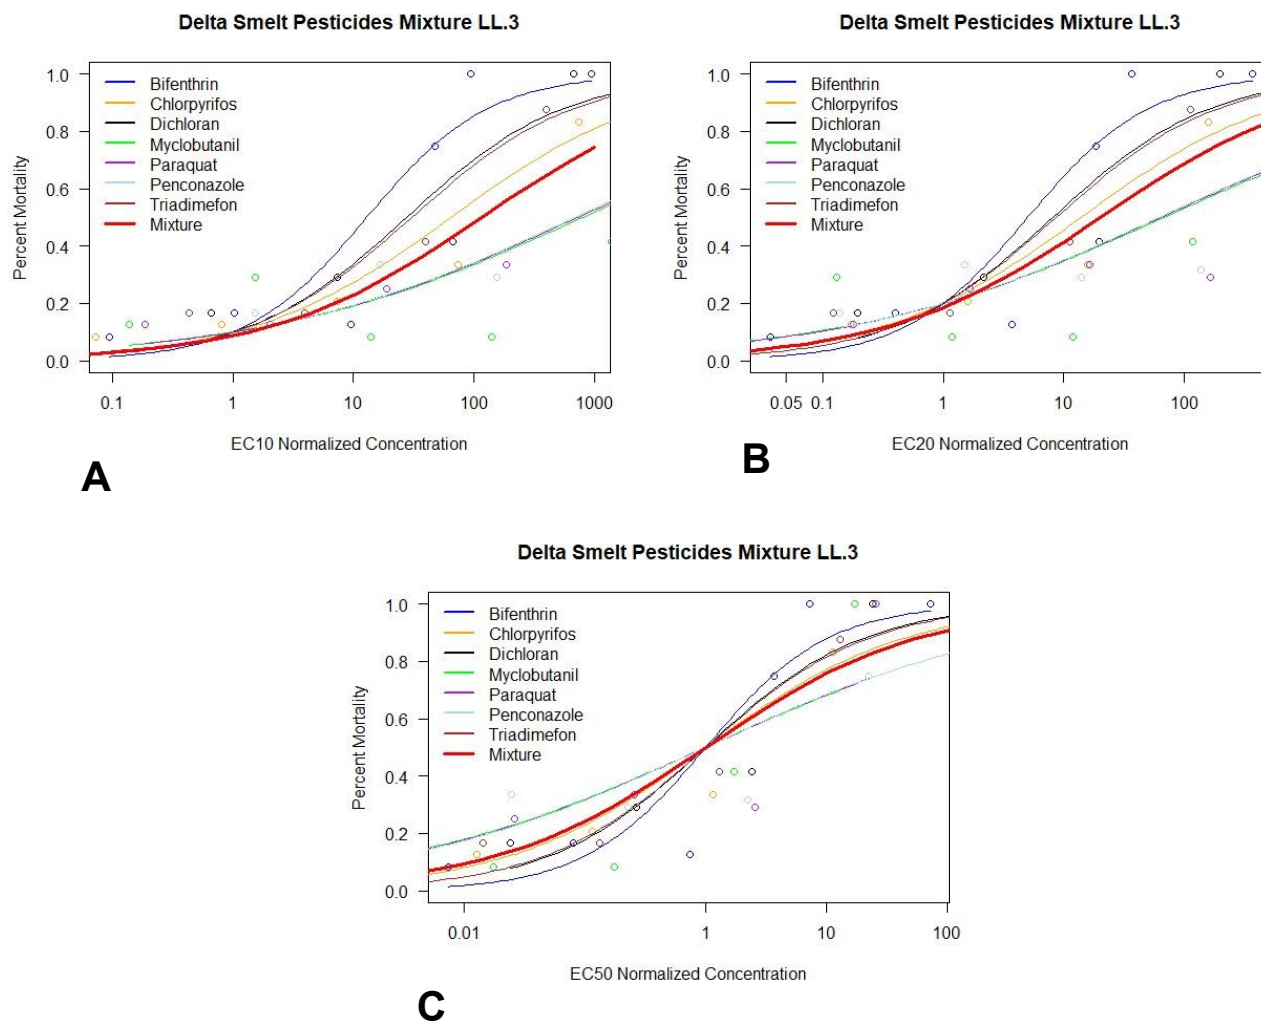 Delta Smelt Pesticides Mixture LL.3
Percent Mortality
1.0
0.8
0.6
0.4
0.2
0.0
Bifenthrin
Chlorpyrifos
Dichloran
Myclobutanil
Paraquat
Penconazole
Triadimefon
Mixture
0.1 1 10 100 1000
EC10 Normalized Concentration
A
Delta Smelt Pesticides Mixture LL.3
Percent Mortality
1.0
0.8
0.6
0.4
0.2
0.0
Bifenthrin
Chlorpyrifos
Dichloran
Myclobutanil
Paraquat
Penconazole
Triadimefon
Mixture
0.05 0.1 1 10 100
EC20 Normalized Concentration
B
Delta Smelt Pesticides Mixture LL.3
Percent Mortality
1.0
0.8
0.6
0.4
0.2
0.0
Bifenthrin
Chlorpyrifos
Dichloran
Myclobutanil
Paraquat
Penconazole
Triadimefon
Mixture
0.01 1 10 100
EC50 Normalized Concentration
C